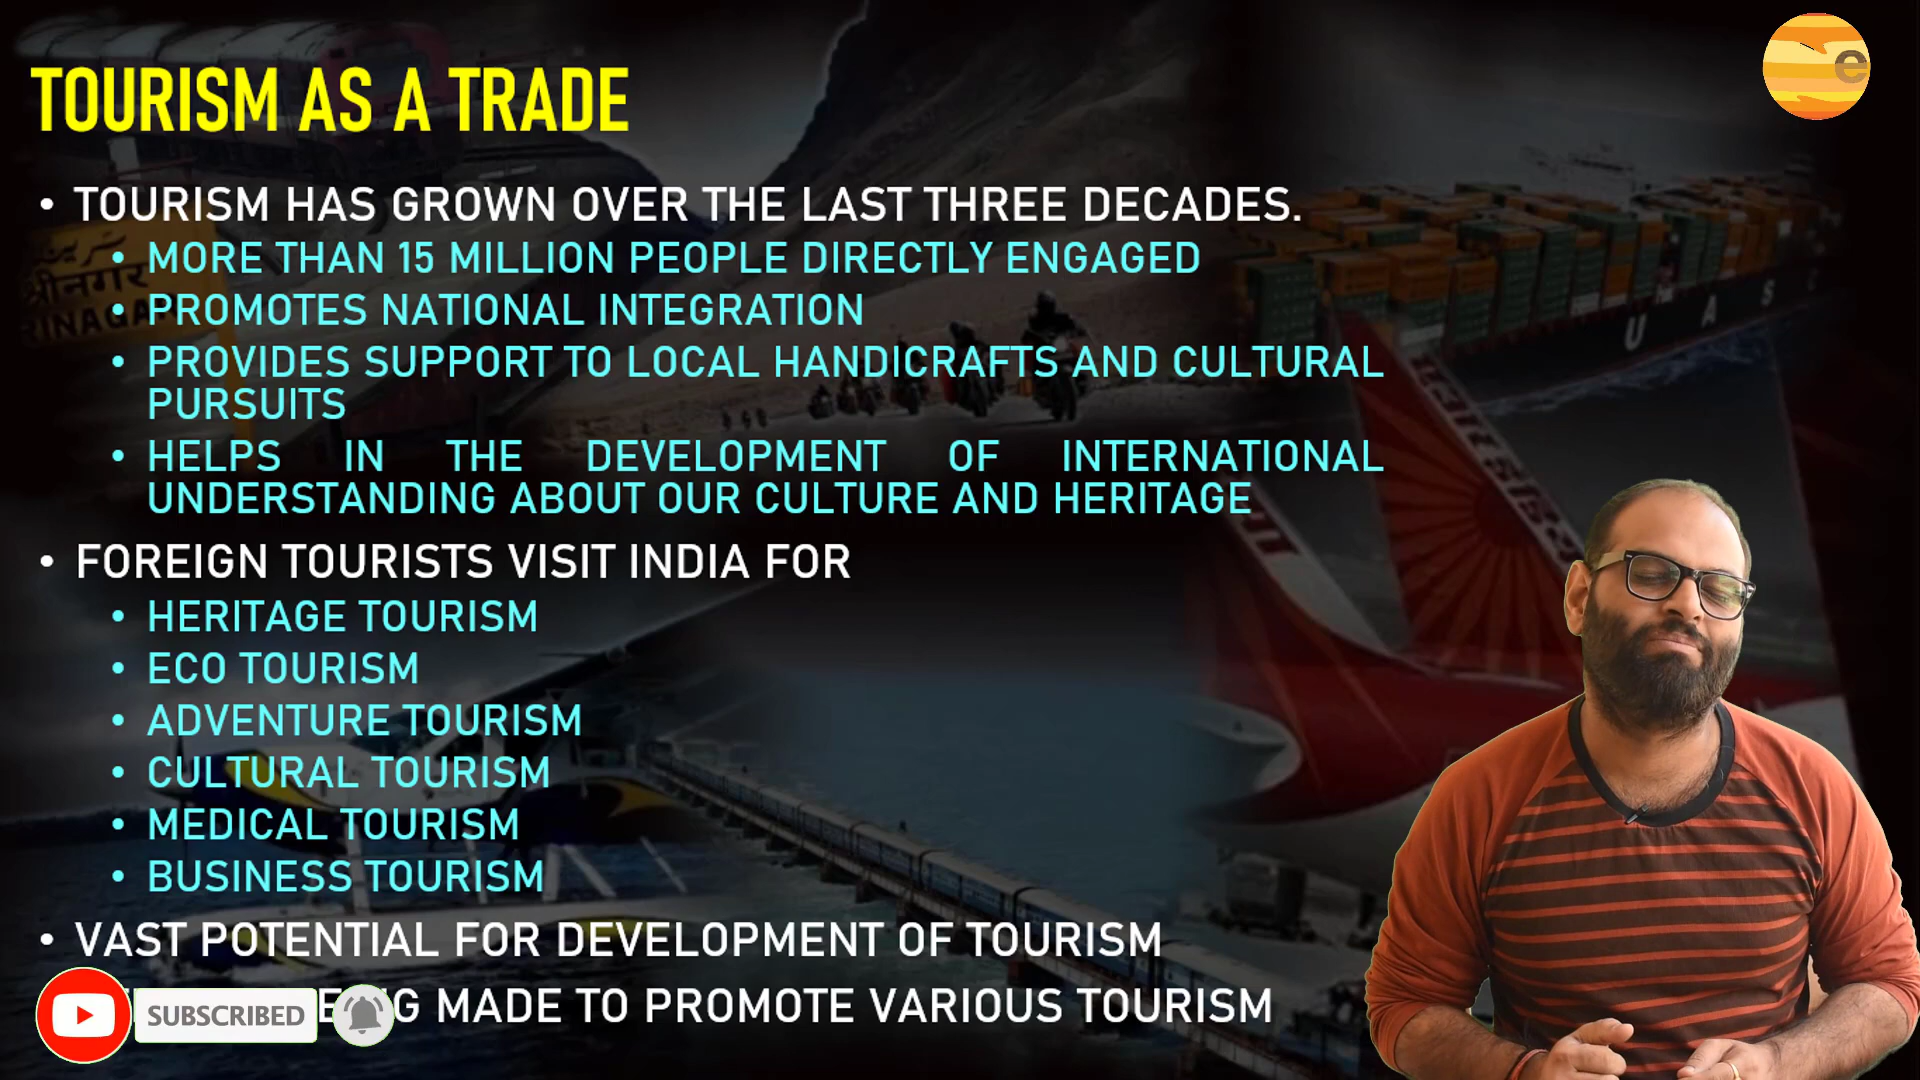 e
TOURISM AS A TRADE
• TOURISM HAS GROWN OVER THE LAST THREE DECADES.
• MORE THAN 15 MILLION PEOPLE DIRECTLY ENGAGED
• PROMOTES NATIONAL INTEGRATION
• PROVIDES SUPPORT TO LOCAL HANDICRAFTS AND CULTURAL
PURSUITS
• HELPS IN THE DEVELOPMENT OF INTERNATIONAL
UNDERSTANDING ABOUT OUR CULTURE AND HERITAGE
• FOREIGN TOURISTS VISIT INDIA FOR
• HERITAGE TOURISM
• ECO TOURISM
• ADVENTURE TOURISM
• CULTURAL TOURISM
• MEDICAL TOURISM
• BUSINESS TOURISM
• VAST POTENTIAL FOR DEVELOPMENT OF TOURISM
MADE TO PROMOTE VARIOUS TOURISM
SUBSCRIBED
श्रीनगर
U A S